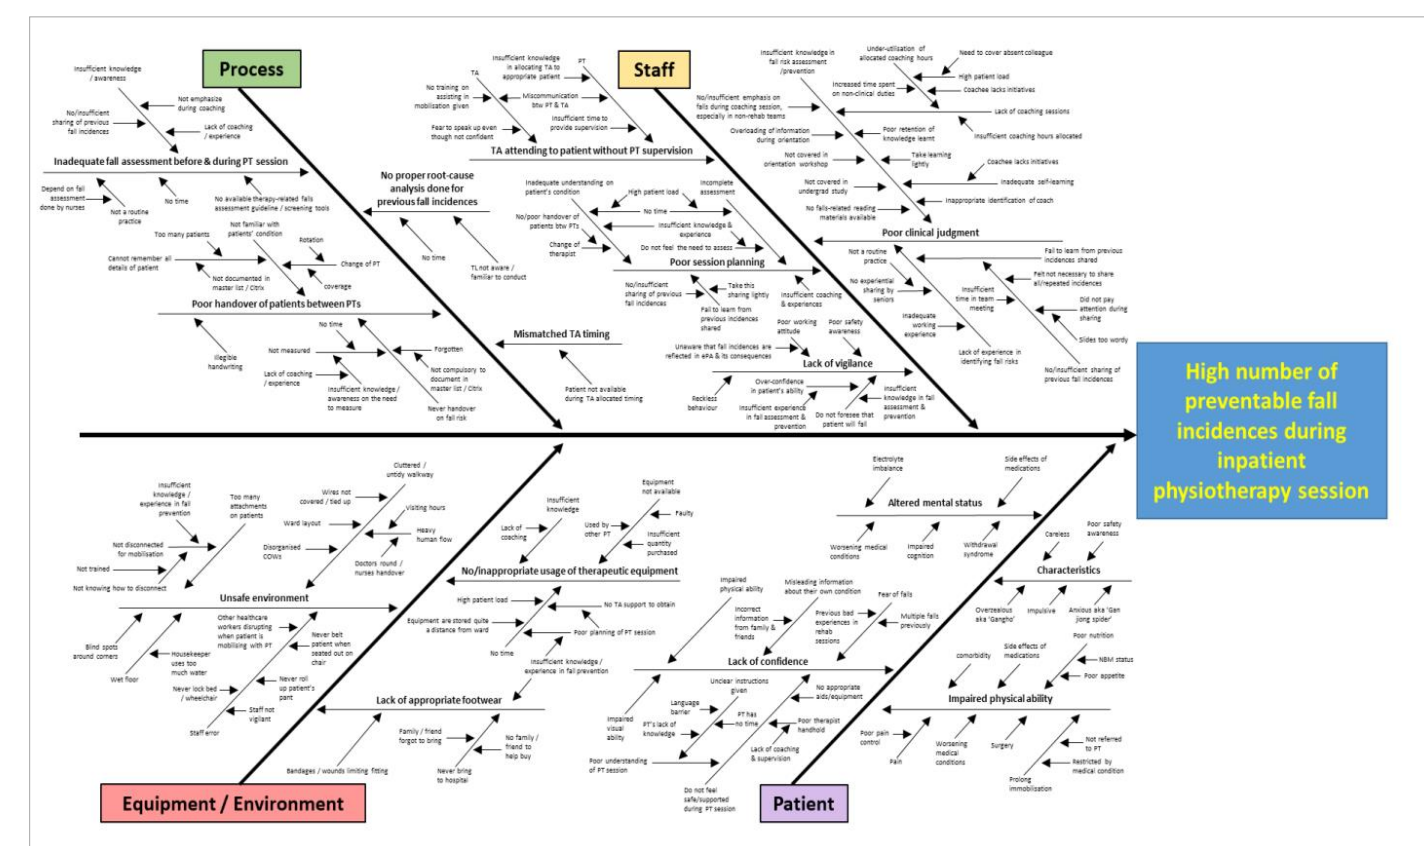 Process
Insufficient knowledge
/ awareness
Not emphasize
during coaching
No/insufficient
sharing of previous
fall incidences
Lack of coaching
/ experience
Inadequate fall assessment before & during PT session
Depend on fall
assessment
done by nurses
Not a routine
practice
No time
No available therapy-related falls
assessment guideline / screening tools
Too many patients
Not familiar with
patients' condition
Rotation
Cannot remember all
details of patient
Change of PT
Not documented in
master list / Citrix
coverage
Poor handover of patients between PTs
Illegible
handwriting
No time
Not measured
Forgotten
Lack of coaching
/ experience
Not compulsory to
document in
master list / Citrix
Insufficient knowledge /
awareness on the need
to measure
Never handover
on fall risk
No proper root-cause
analysis done for
previous fall incidences
No time
TL not aware /
familiar to conduct
Mismatched TA timing
Patient not available
during TA allocated timing
Staff
TA
Insufficient knowledge
in allocating TA to
appropriate patient
PT
No training on
assisting in
mobilisation given
Miscommunication
btw PT & TA
Fear to speak up even
though not confident
Insufficient time to
provide supervision
TA attending to patient without PT supervision
Inadequate understanding on
patient's condition
High patient load
Incomplete
assessment
No/poor handover of
patients btw PTs
No time
Insufficient knowledge &
experience
Change of
therapist
Do not feel the need to assess
Poor session planning
No/insufficient
sharing of previous
fall incidences
Take this
sharing lightly
Fail to learn from
previous incidences
shared
Insufficient coaching
& experiences
Poor working
attitude
Poor safety
awareness
Unaware that fall incidences are
reflected in ePA & its consequences
Lack of vigilance
Reckless
behaviour
Over-confidence
in patient's ability
Insufficient experience
in fall assessment &
prevention
Do not foresee that
patient will fall
Insufficient
knowledge in fall
assessment &
prevention
Insufficient knowledge in
fall risk assessment
/prevention
Under-utilisation of
allocated coaching hours
Need to cover absent colleague
High patient load
Increased time spent
on non-clinical duties
Coachee lacks initiatives
No/insufficient emphasis on
falls during coaching session,
especially in non-rehab teams
Lack of coaching sessions
Overloading of information
during orientation
Poor retention of
knowledge learnt
Insufficient coaching hours allocated
Not covered in
orientation workshop
Take learning
lightly
Coachee lacks initiatives
Not covered in
undergrad study
Inadequate self-learning
No falls-related reading
materials available
Inappropriate identification of coach
Poor clinical judgment
Not a routine
practice
Fail to learn from previous
incidences shared
No experiential
sharing by
seniors
Insufficient
time in team
meeting
Felt not necessary to share
all/repeated incidences
Did not pay
attention during
sharing
Inadequate
working
experience
Slides too wordy
Lack of experience in
identifying fall risks
No/insufficient sharing of
previous fall incidences
High number of
preventable fall
incidences during
inpatient
physiotherapy session
Insufficient
knowledge /
experience in fall
prevention
Too many
attachments
on patients
Not disconnected
for mobilisation
Not trained
Not knowing how to disconnect
Cluttered /
untidy walkway
Wires not
covered / tied up
Visiting hours
Ward layout
Heavy
human flow
Disorganised
COWs
Doctors round /
nurses handover
Unsafe environment
Blind spots
around corners
Wet floor
Housekeeper
uses too
much water
Other healthcare
workers disrupting
when patient is
mobilising with PT
Never belt
patient when
seated out on
chair
Never lock bed
/ wheelchair
Never roll
up patient's
pant
Staff not
vigilant
Staff error
Insufficient
knowledge
Lack of
coaching
Equipment
not available
Faulty
Used by
other PT
Insufficient
quantity
purchased
No/inappropriate usage of therapeutic equipment
High patient load
No TA support to obtain
Equipment are stored quite
a distance from ward
Poor planning of PT session
No time
Insufficient knowledge /
experience in fall prevention
Lack of appropriate footwear
Bandages / wounds limiting fitting
Family / friend
forgot to bring
No family /
friend to
help buy
Never bring
to hospital
Equipment / Environment
Electrolyte
imbalance
Side effects of
medications
Altered mental status
Worsening medical
conditions
Impaired
cognition
Withdrawal
syndrome
Careless
Poor safety
awareness
Characteristics
Overzealous
aka 'Gangho'
Impulsive
Anxious aka 'Gan
jiong spider'
Impaired
physical ability
Misleading information
about their own condition
Fear of falls
Incorrect
information
from family &
friends
Previous bad
experiences in
rehab
sessions
Multiple falls
previously
Lack of confidence
Impaired
visual
ability
Unclear instructions
given
Language
barrier
PT's lack of
knowledge
PT has
no time
No appropriate
aids/equipment
Poor therapist
handhold
Lack of coaching
& supervision
Poor understanding
of PT session
Do not feel
safe/supported
during PT session
comorbidity
Side effects of
medications
Poor nutrition
NBM status
Poor appetite
Impaired physical ability
Poor pain
control
Pain
Worsening
medical
conditions
Surgery
Not referred
to PT
Restricted by
medical condition
Prolong
immobilisation
Patient